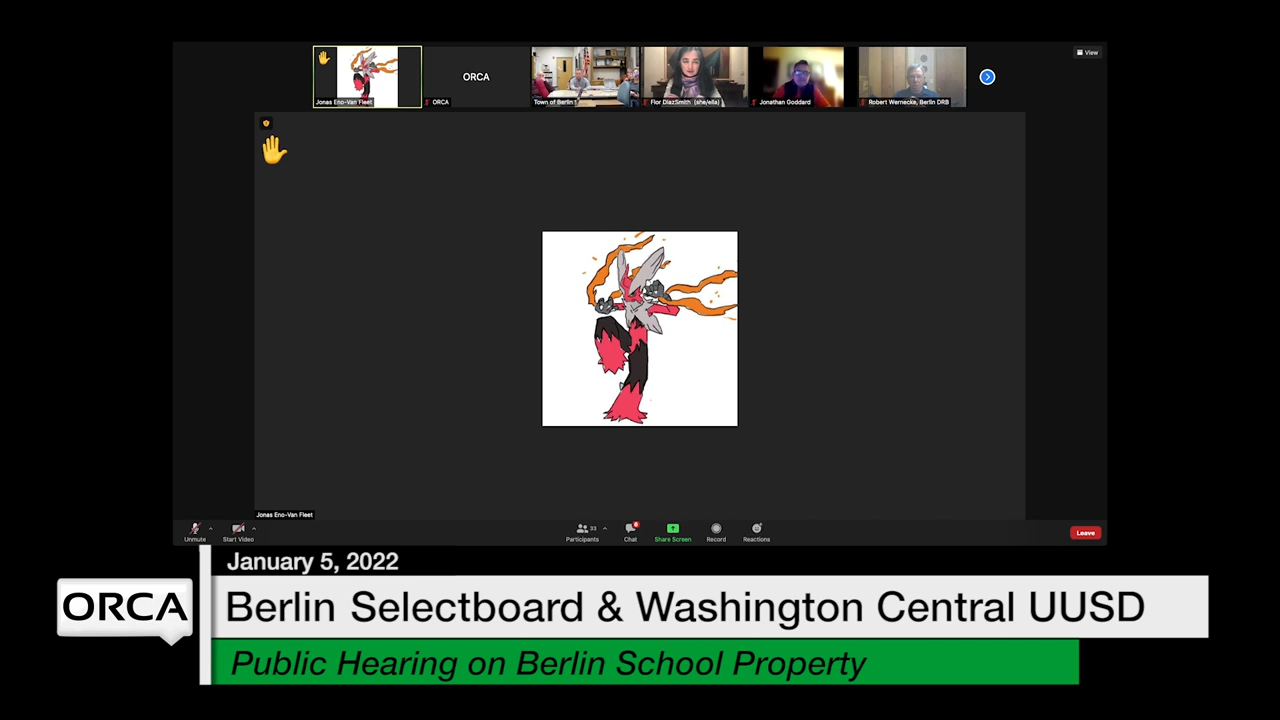 View
ORCA
Jonas Eno-Van Fleet
ORCA
Town of Berlin 1
Flor DiazSmith (she/ella)
Jonathan Goddard
Robert Wernecke, Berlin DRB
Jonas Eno-Van Fleet
Unmute
Start Video
33
Participants
8
Chat
Share Screen
Record
Reactions
Leave
January 5, 2022
ORCA
Berlin Selectboard & Washington Central UUSD
Public Hearing on Berlin School Property